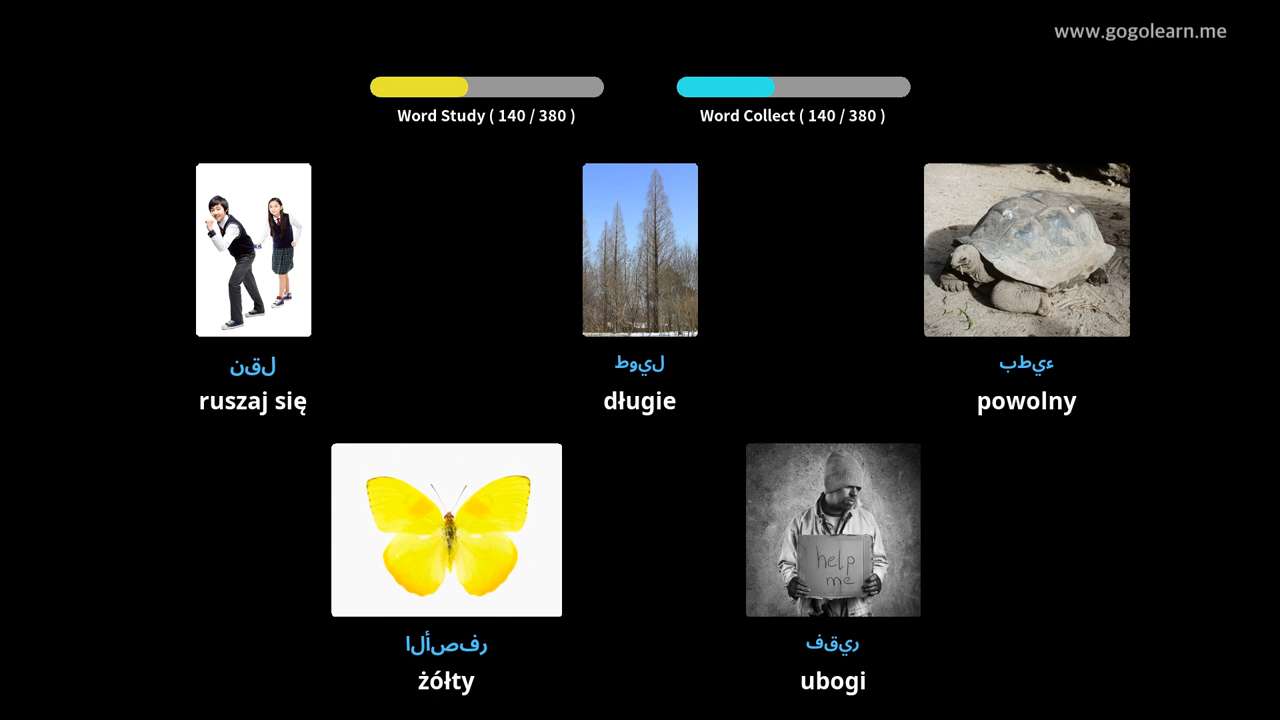 www.gogolearn.me
Word Study ( 140 / 380 )
Word Collect ( 140 / 380 )
نقل
ruszaj się
طويل
długie
بطيء
powolny
help
me
الأصفر
żółty
فقير
ubogi